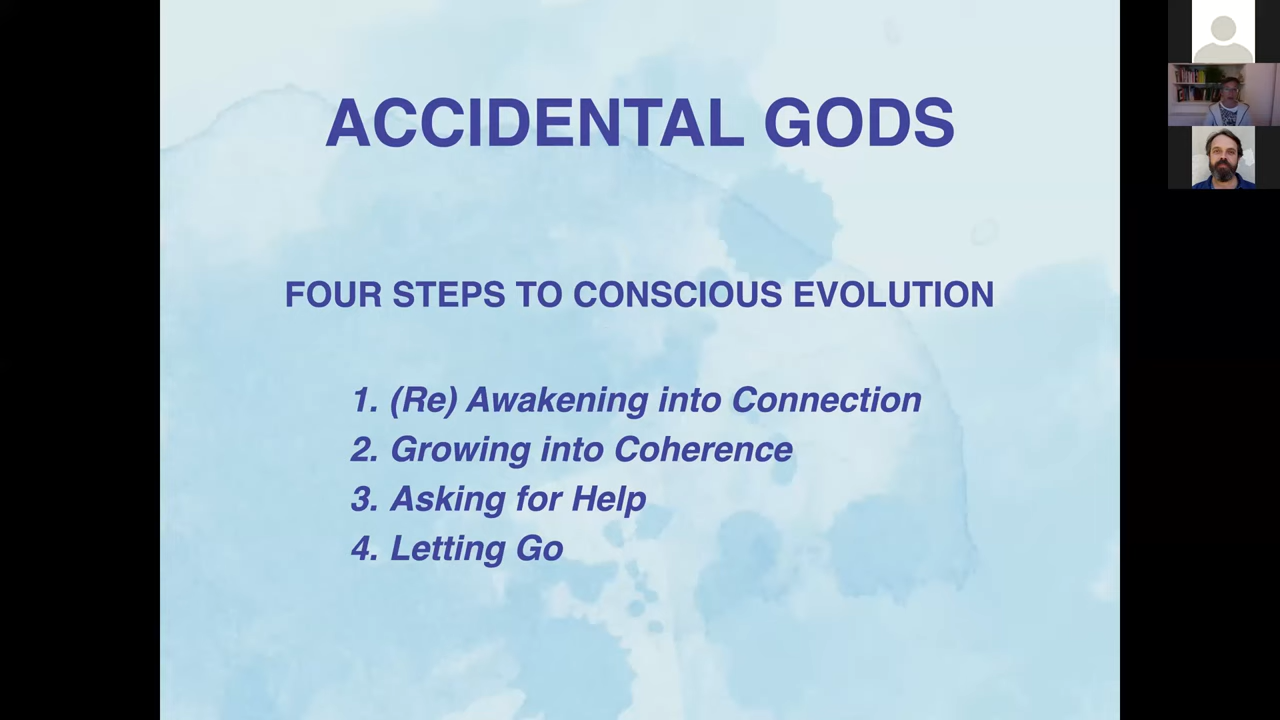 ACCIDENTAL GODS
FOUR STEPS TO CONSCIOUS EVOLUTION
1. (Re) Awakening into Connection
2. Growing into Coherence
3. Asking for Help
4. Letting Go